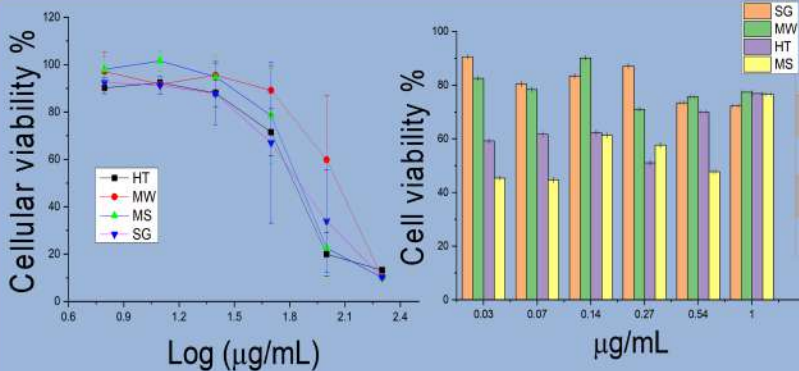 Cellular viability %
120
100
80
60
40
20
0
HT
MW
MS
SG
0.6 0.9 1.2 1.5 1.8 2.1 2.4
Log (µg/mL)
Cell viability %
100
80
60
40
20
0
SG
MW
HT
MS
0.03 0.07 0.14 0.27 0.54 1
µg/mL